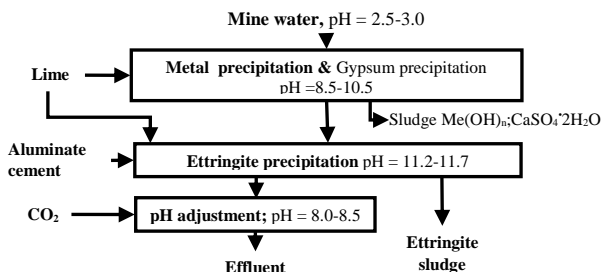 Mine water, pH = 2.5-3.0
Lime
Metal precipitation & Gypsum precipitation
pH =8.5-10.5
Sludge Me(OH)ₙ;CaSO₄·2H₂O
Aluminate
cement
Ettringite precipitation pH = 11.2-11.7
CO₂
pH adjustment; pH = 8.0-8.5
Ettringite
sludge
Effluent